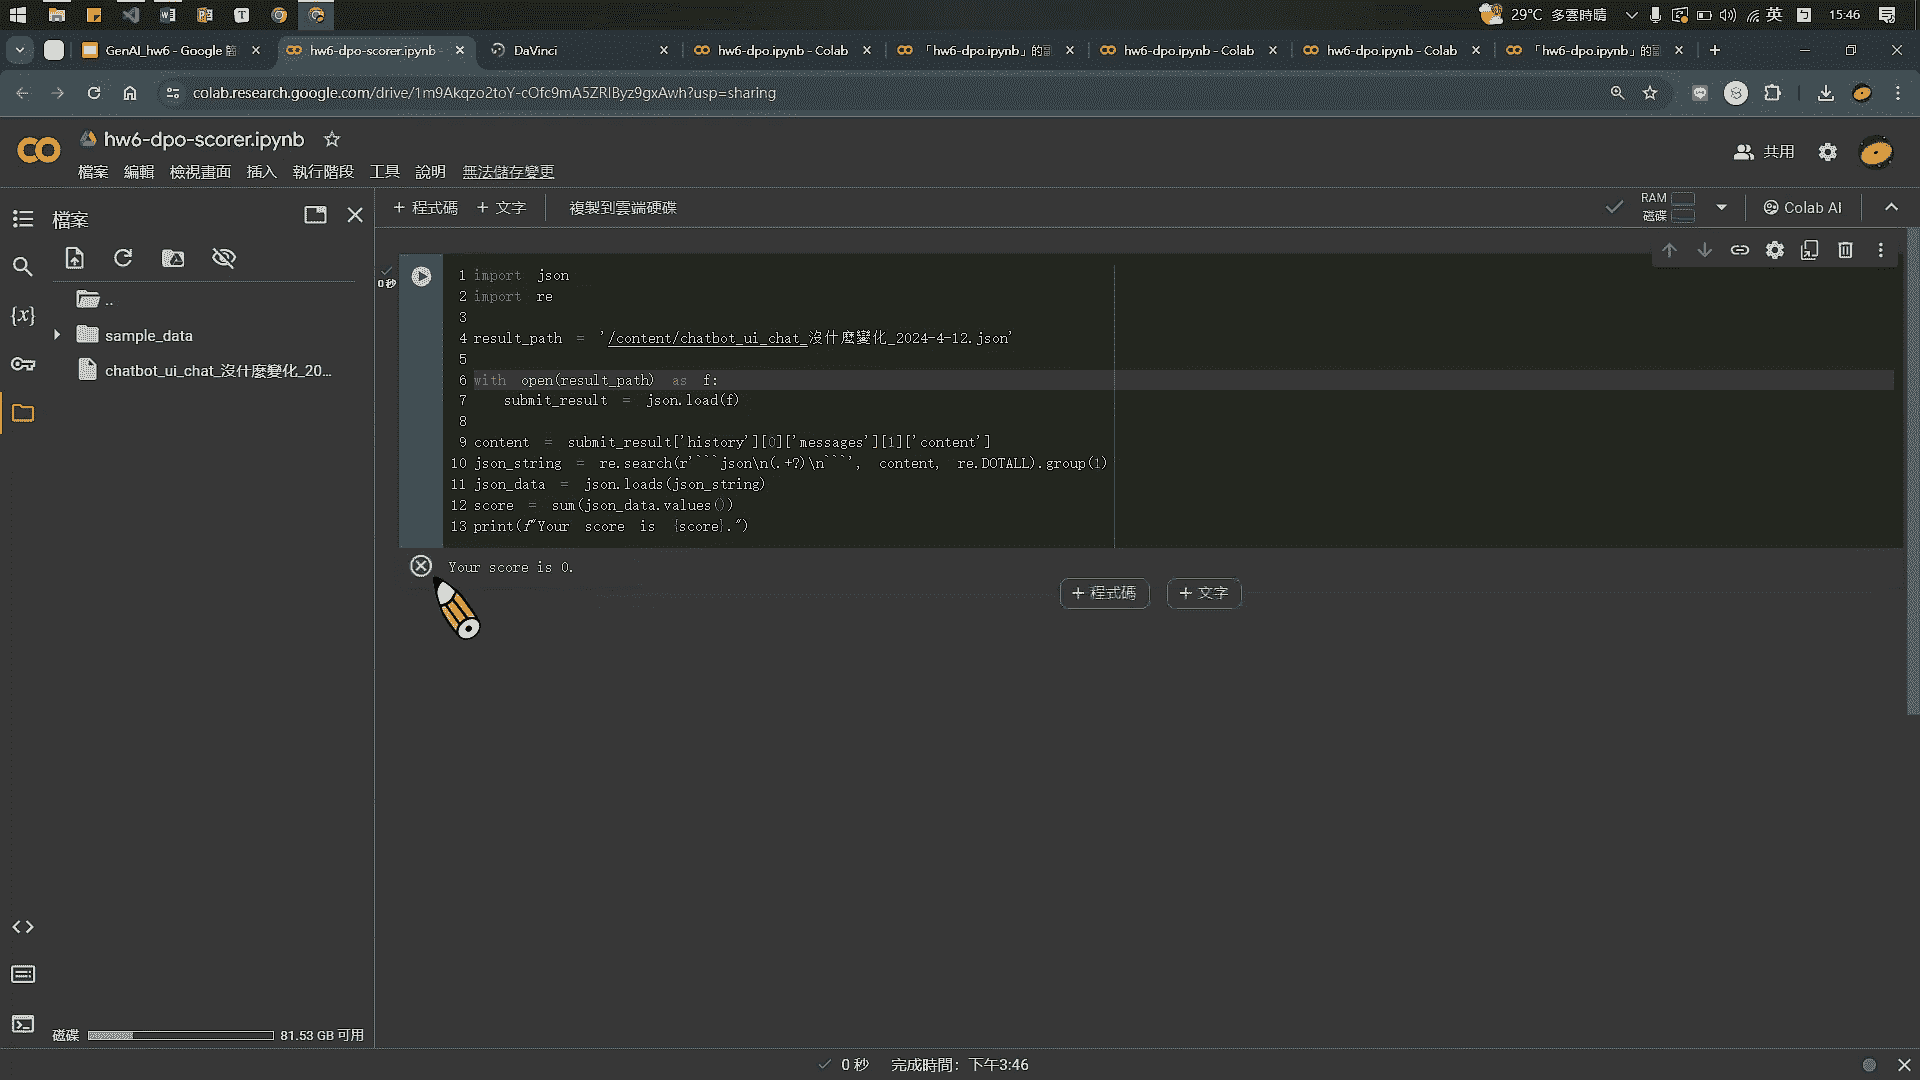 29°C 多雲時晴
英
15:46
GenAI_hw6 - Google 簡
hw6-dpo-scorer.ipynb
DaVinci
hw6-dpo.ipynb - Colab
「hw6-dpo.ipynb」的副
hw6-dpo.ipynb - Colab
hw6-dpo.ipynb - Colab
「hw6-dpo.ipynb」的副
colab.research.google.com/drive/1m9Akqzo2toY-cOfc9mA5ZRlByz9gxAwh?usp=sharing
hw6-dpo-scorer.ipynb
共用
檔案 編輯 檢視畫面 插入 執行階段 工具 說明 無法儲存變更
檔案
+ 程式碼 + 文字 複製到雲端硬碟
RAM
磁碟
Colab AI
..
sample_data
chatbot_ui_chat_沒什麼變化_20...
{x}
0秒
1 import json
2 import re
3
4 result_path = '/content/chatbot_ui_chat_沒什麼變化_2024-4-12.json'
5
6 with open(result_path) as f:
7 submit_result = json.load(f)
8
9 content = submit_result['history'][0]['messages'][1]['content']
10 json_string = re.search(r'```json\n(.+?)\n```', content, re.DOTALL).group(1)
11 json_data = json.loads(json_string)
12 score = sum(json_data.values())
13 print(f"Your score is {score}.")
Your score is 0.
+ 程式碼 + 文字
磁碟 81.53 GB 可用
0 秒 完成時間：下午3:46